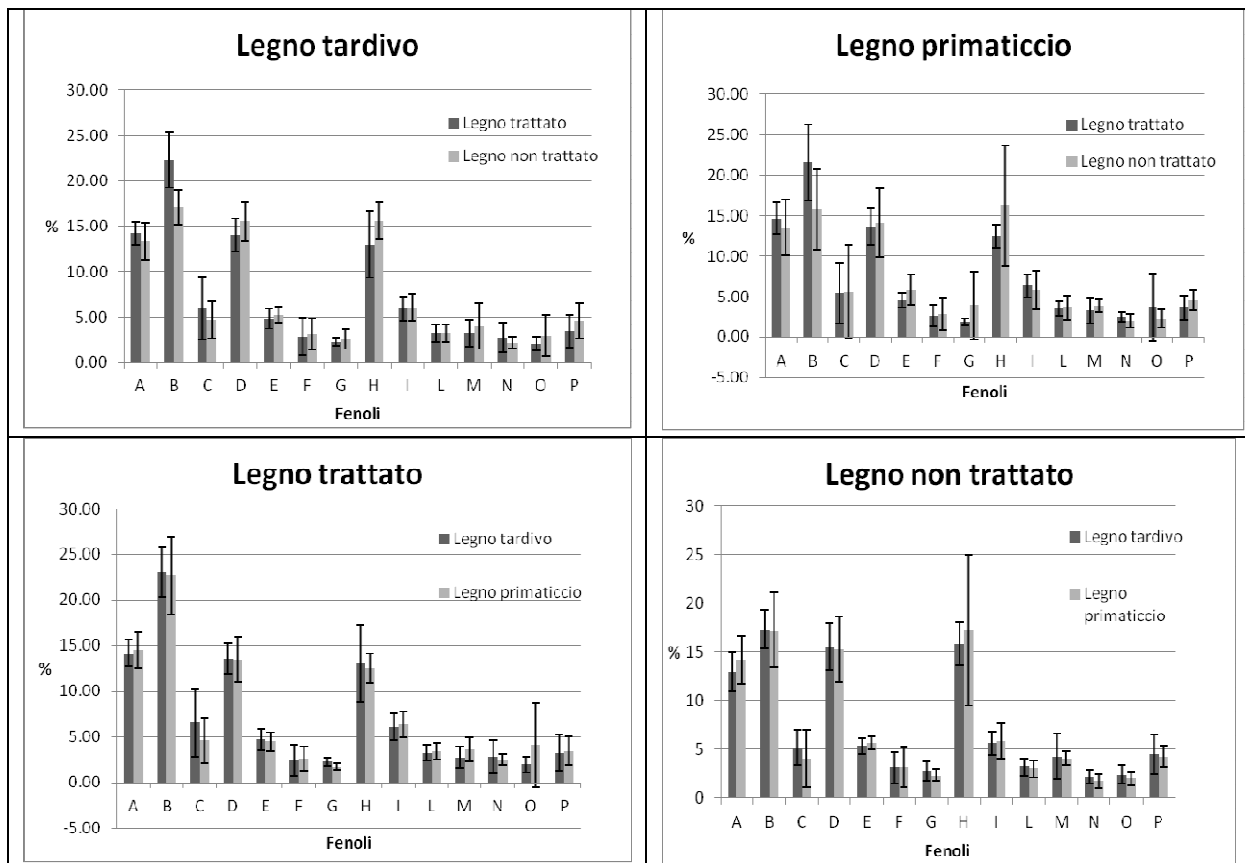 Legno tardivo
30.00
25.00
20.00
15.00
10.00
5.00
0.00
%
Legno trattato
Legno non trattato
A B C D E F G H I L M N O P
Fenoli
Legno primaticcio
30.00
25.00
20.00
15.00
10.00
5.00
0.00
-5.00
%
Legno trattato
Legno non trattato
A B C D E F G H I L M N O P
Fenoli
Legno trattato
30.00
25.00
20.00
15.00
10.00
5.00
0.00
-5.00
%
Legno tardivo
Legno primaticcio
A B C D E F G H I L M N O P
Fenoli
Legno non trattato
30
25
20
15
10
5
0
%
Legno tardivo
Legno
primaticcio
A B C D E F G H I L M N O P
Fenoli